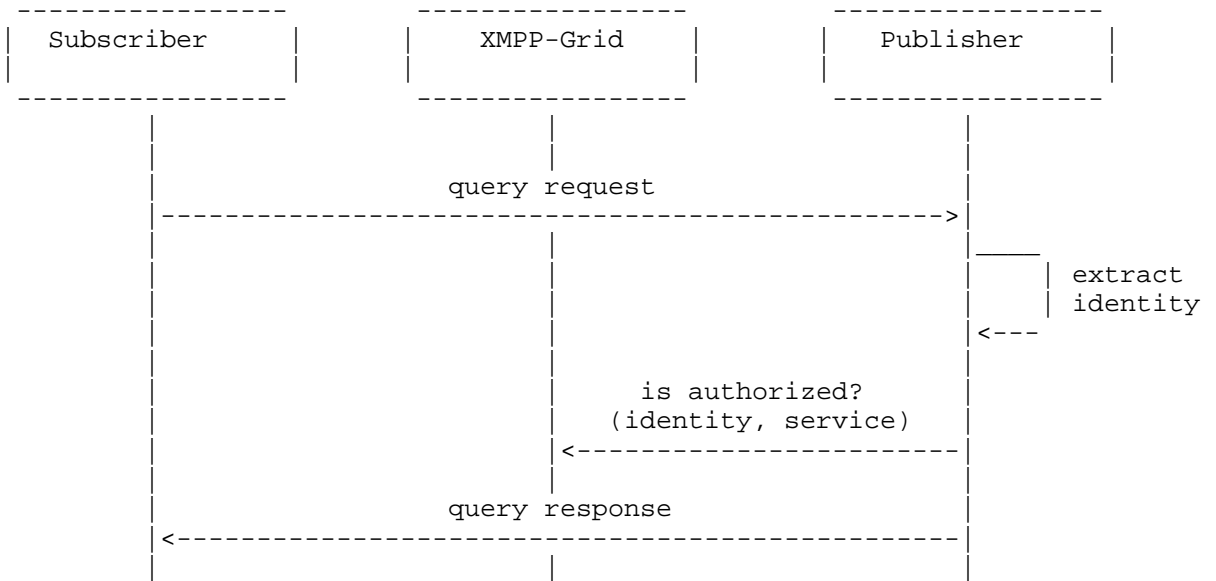 Subscriber XMPP-Grid Publisher
query request
extract
identity
is authorized?
(identity, service)
query response